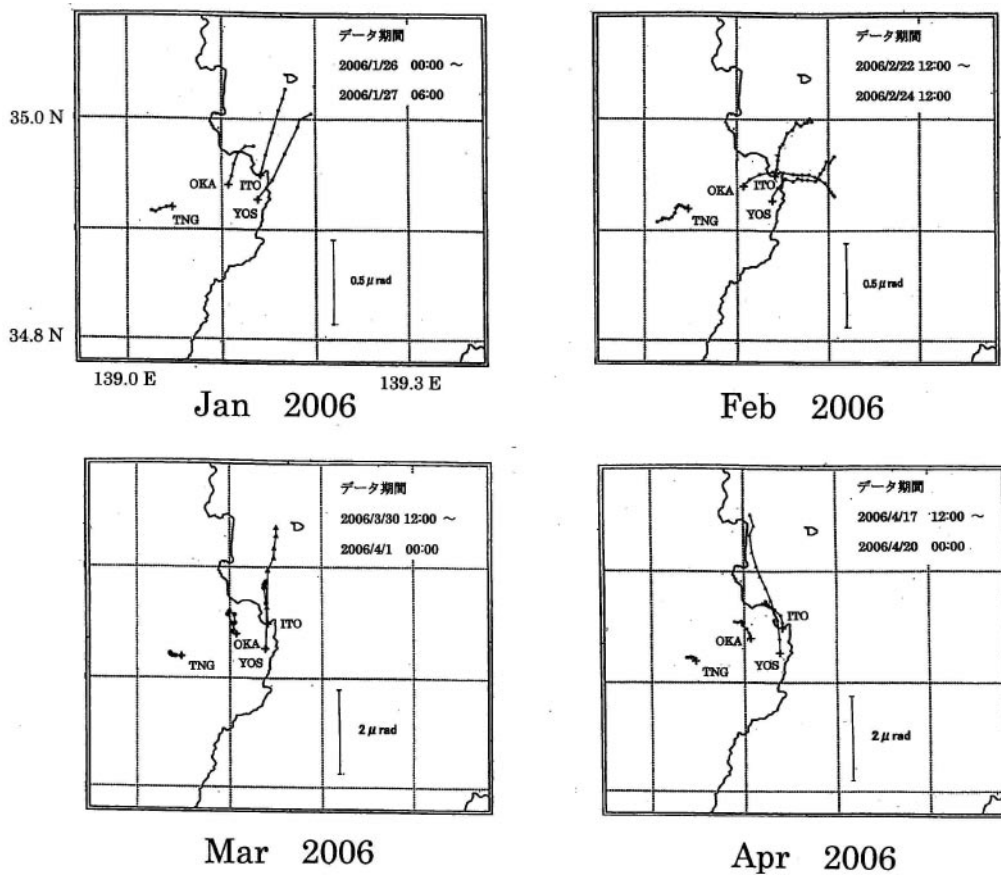 データ期間
2006/1/26 00:00 ～
2006/1/27 06:00
35.0 N
OKA
ITO
TNG
YOS
0.5 μ rad
34.8 N
139.0 E
139.3 E
Jan 2006
データ期間
2006/2/22 12:00 ～
2006/2/24 12:00
OKA
ITO
TNG
YOS
0.5 μ rad
Feb 2006
データ期間
2006/3/30 12:00 ～
2006/4/1 00:00
ITO
OKA
TNG
YOS
2 μ rad
Mar 2006
データ期間
2006/4/17 12:00 ～
2006/4/20 00:00
ITO
OKA
TNG
YOS
2 μ rad
Apr 2006